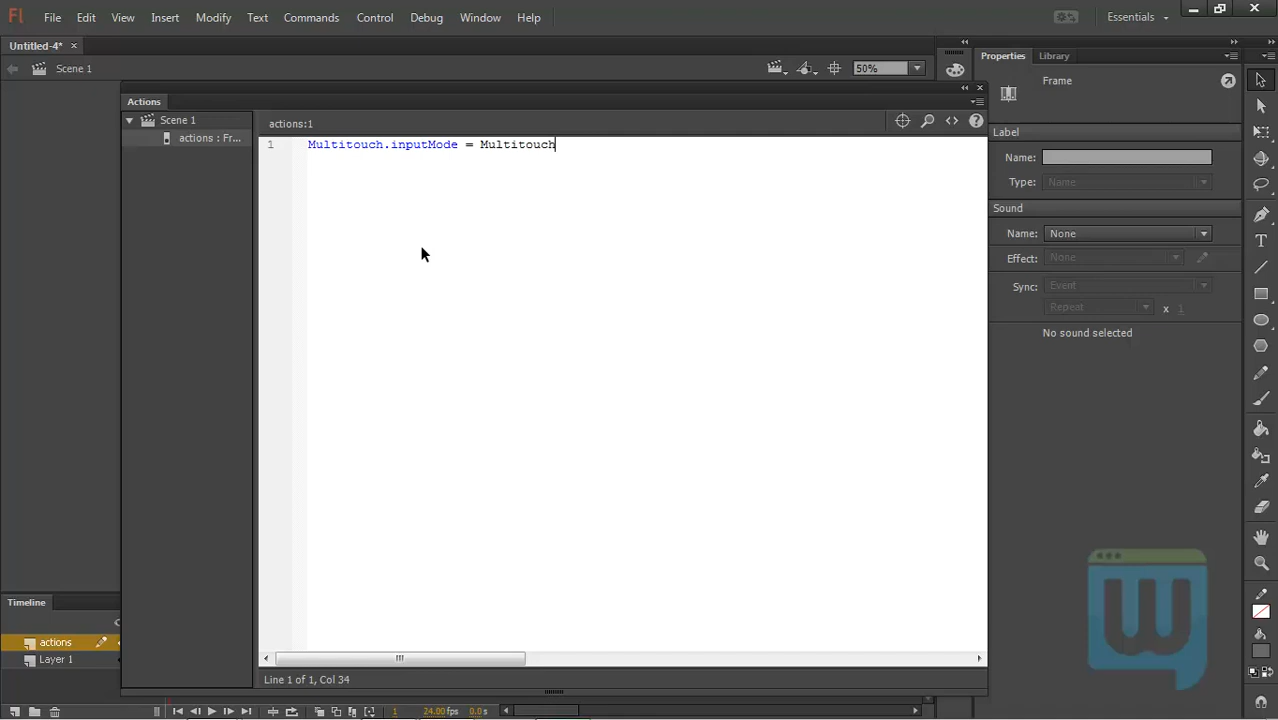 Fl File Edit View Insert Modify Text Commands Control Debug Window Help Essentials
Untitled-4*
Scene 1 50%
Properties Library
Frame
Label
Name:
Type: Name
Sound
Name: None
Effect: None
Sync: Event
Repeat x 1
No sound selected
Actions
Scene 1
actions : Fr...
actions:1
1 Multitouch.inputMode = Multitouch
Line 1 of 1, Col 34
Timeline
actions
Layer 1
1 24.00fps 0.0s
W